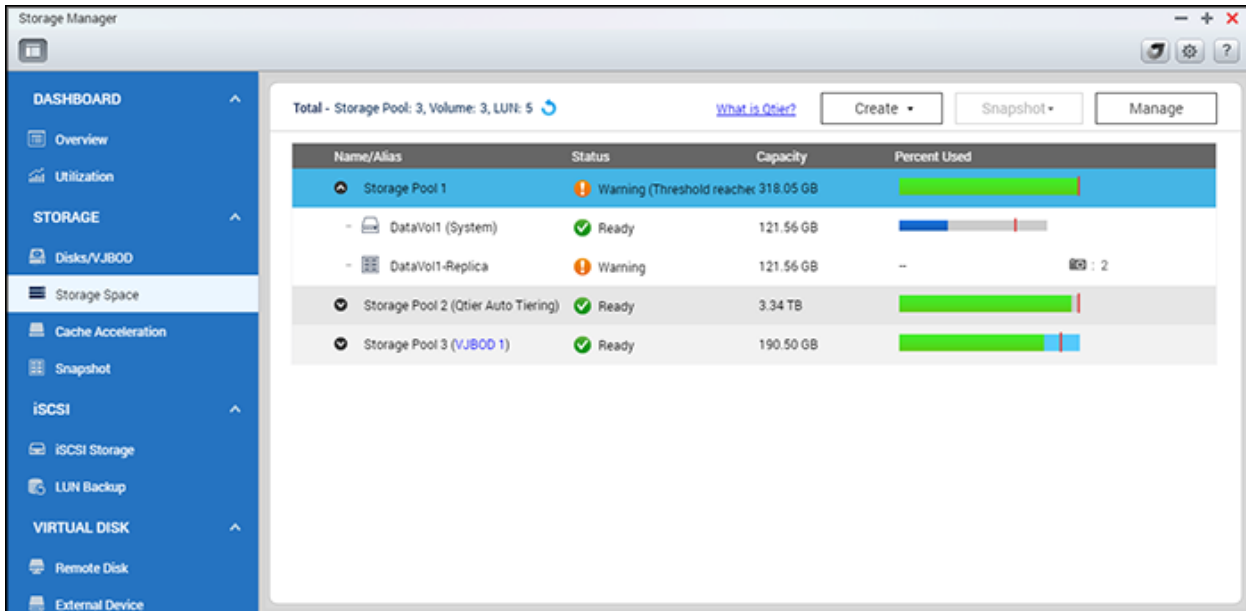 Storage Manager
?
DASHBOARD
Overview
Utilization
STORAGE
Disks/VJBOD
Storage Space
Cache Acceleration
Snapshot
iSCSI
iSCSI Storage
LUN Backup
VIRTUAL DISK
Remote Disk
External Device
Total - Storage Pool: 3, Volume: 3, LUN: 5 What is Qtier? Create Snapshot Manage
Name/Alias Status Capacity Percent Used
Storage Pool 1 Warning (Threshold reached 318.05 GB
DataVol1 (System) Ready 121.56 GB
DataVol1-Replica Warning 121.56 GB -- : 2
Storage Pool 2 (Qtier Auto Tiering) Ready 3.34 TB
Storage Pool 3 (VJBOD 1) Ready 190.50 GB